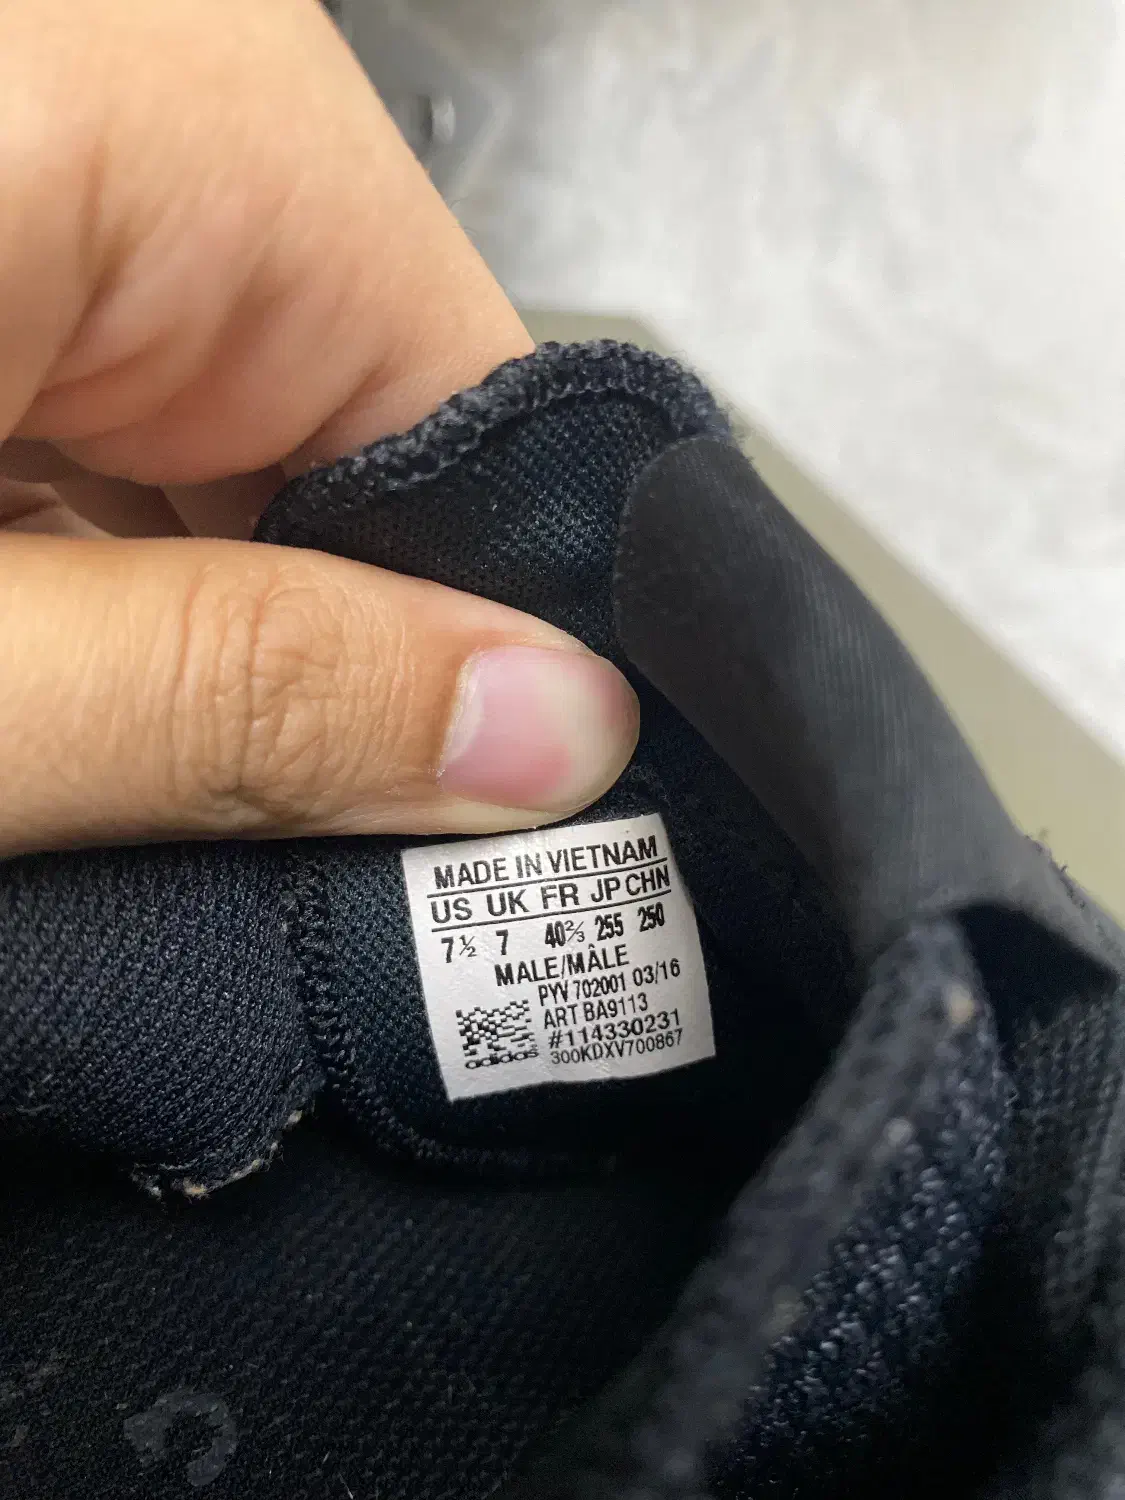 MADE IN VIETNAM
US UK FR JP CHN
7½ 7 40⅔ 255 250
MALE/MÂLE
PYV 702001 03/16
ART BA9113
#114330231
adidas 300KDXV700867